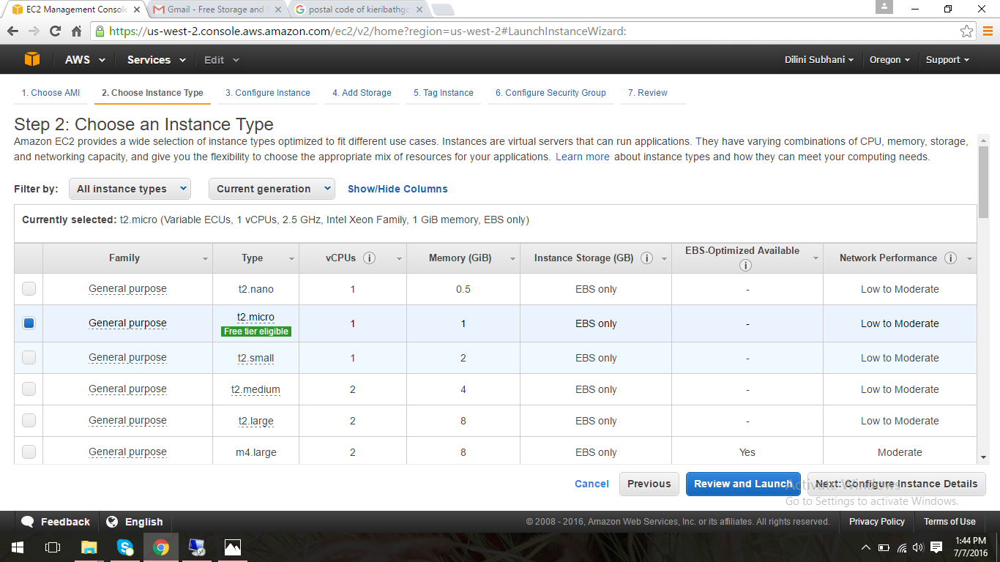 EC2 Management Console
Gmail - Free Storage and
postal code of kieribathgo
https://us-west-2.console.aws.amazon.com/ec2/v2/home?region=us-west-2#LaunchInstanceWizard:
AWS Services Edit Dilini Subhani Oregon Support
1. Choose AMI 2. Choose Instance Type 3. Configure Instance 4. Add Storage 5. Tag Instance 6. Configure Security Group 7. Review
Step 2: Choose an Instance Type
Amazon EC2 provides a wide selection of instance types optimized to fit different use cases. Instances are virtual servers that can run applications. They have varying combinations of CPU, memory, storage,
and networking capacity, and give you the flexibility to choose the appropriate mix of resources for your applications. Learn more about instance types and how they can meet your computing needs.
Filter by: All instance types Current generation Show/Hide Columns
Currently selected: t2.micro (Variable ECUs, 1 vCPUs, 2.5 GHz, Intel Xeon Family, 1 GiB memory, EBS only)
Family Type vCPUs Memory (GiB) Instance Storage (GB) EBS-Optimized Available Network Performance
General purpose t2.nano 1 0.5 EBS only - Low to Moderate
General purpose t2.micro 1 1 EBS only - Low to Moderate
Free tier eligible
General purpose t2.small 1 2 EBS only - Low to Moderate
General purpose t2.medium 2 4 EBS only - Low to Moderate
General purpose t2.large 2 8 EBS only - Low to Moderate
General purpose m4.large 2 8 EBS only Yes Moderate
Cancel Previous Review and Launch Next: Configure Instance Details
Activate Windows
Go to Settings to activate Windows.
Feedback English © 2008 - 2016, Amazon Web Services, Inc. or its affiliates. All rights reserved. Privacy Policy Terms of Use
1:44 PM
7/7/2016